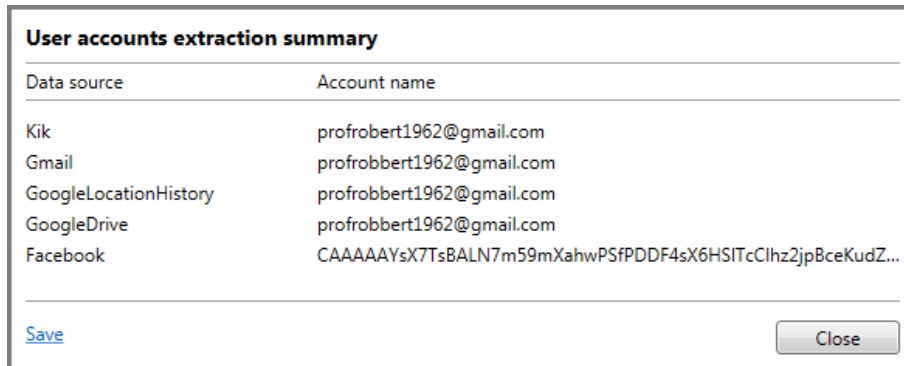 User accounts extraction summary
Data source Account name
Kik profrobert1962@gmail.com
Gmail profrobbert1962@gmail.com
GoogleLocationHistory profrobbert1962@gmail.com
GoogleDrive profrobbert1962@gmail.com
Facebook CAAAAAYsX7TsBALN7m59mXahwPSfPDDF4sX6HSITcClhz2jpBceKudZ...
Save Close